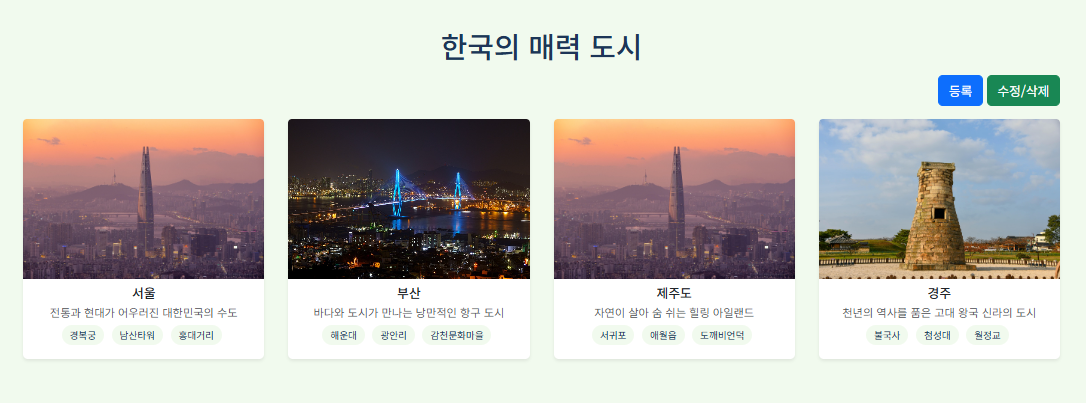 한국의 매력 도시
등록 수정/삭제
서울
전통과 현대가 어우러진 대한민국의 수도
경복궁 남산타워 홍대거리
부산
바다와 도시가 만나는 낭만적인 항구 도시
해운대 광안리 감천문화마을
제주도
자연이 살아 숨 쉬는 힐링 아일랜드
서귀포 애월읍 도깨비언덕
경주
천년의 역사를 품은 고대 왕국 신라의 도시
불국사 첨성대 월정교